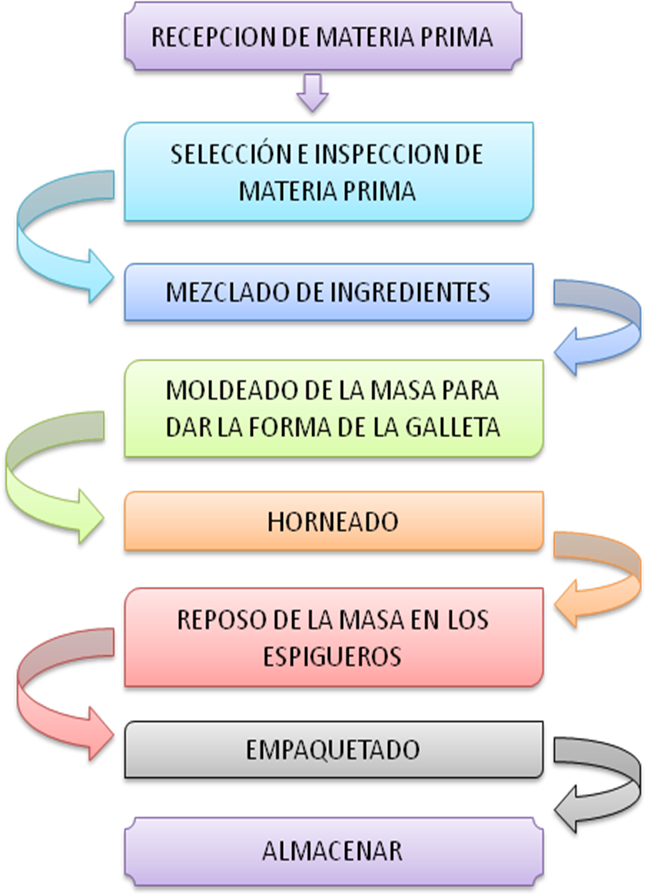 RECEPCION DE MATERIA PRIMA
SELECCIÓN E INSPECCION DE
MATERIA PRIMA
MEZCLADO DE INGREDIENTES
MOLDEADO DE LA MASA PARA
DAR LA FORMA DE LA GALLETA
HORNEADO
REPOSO DE LA MASA EN LOS
ESPIGUEROS
EMPAQUETADO
ALMACENAR